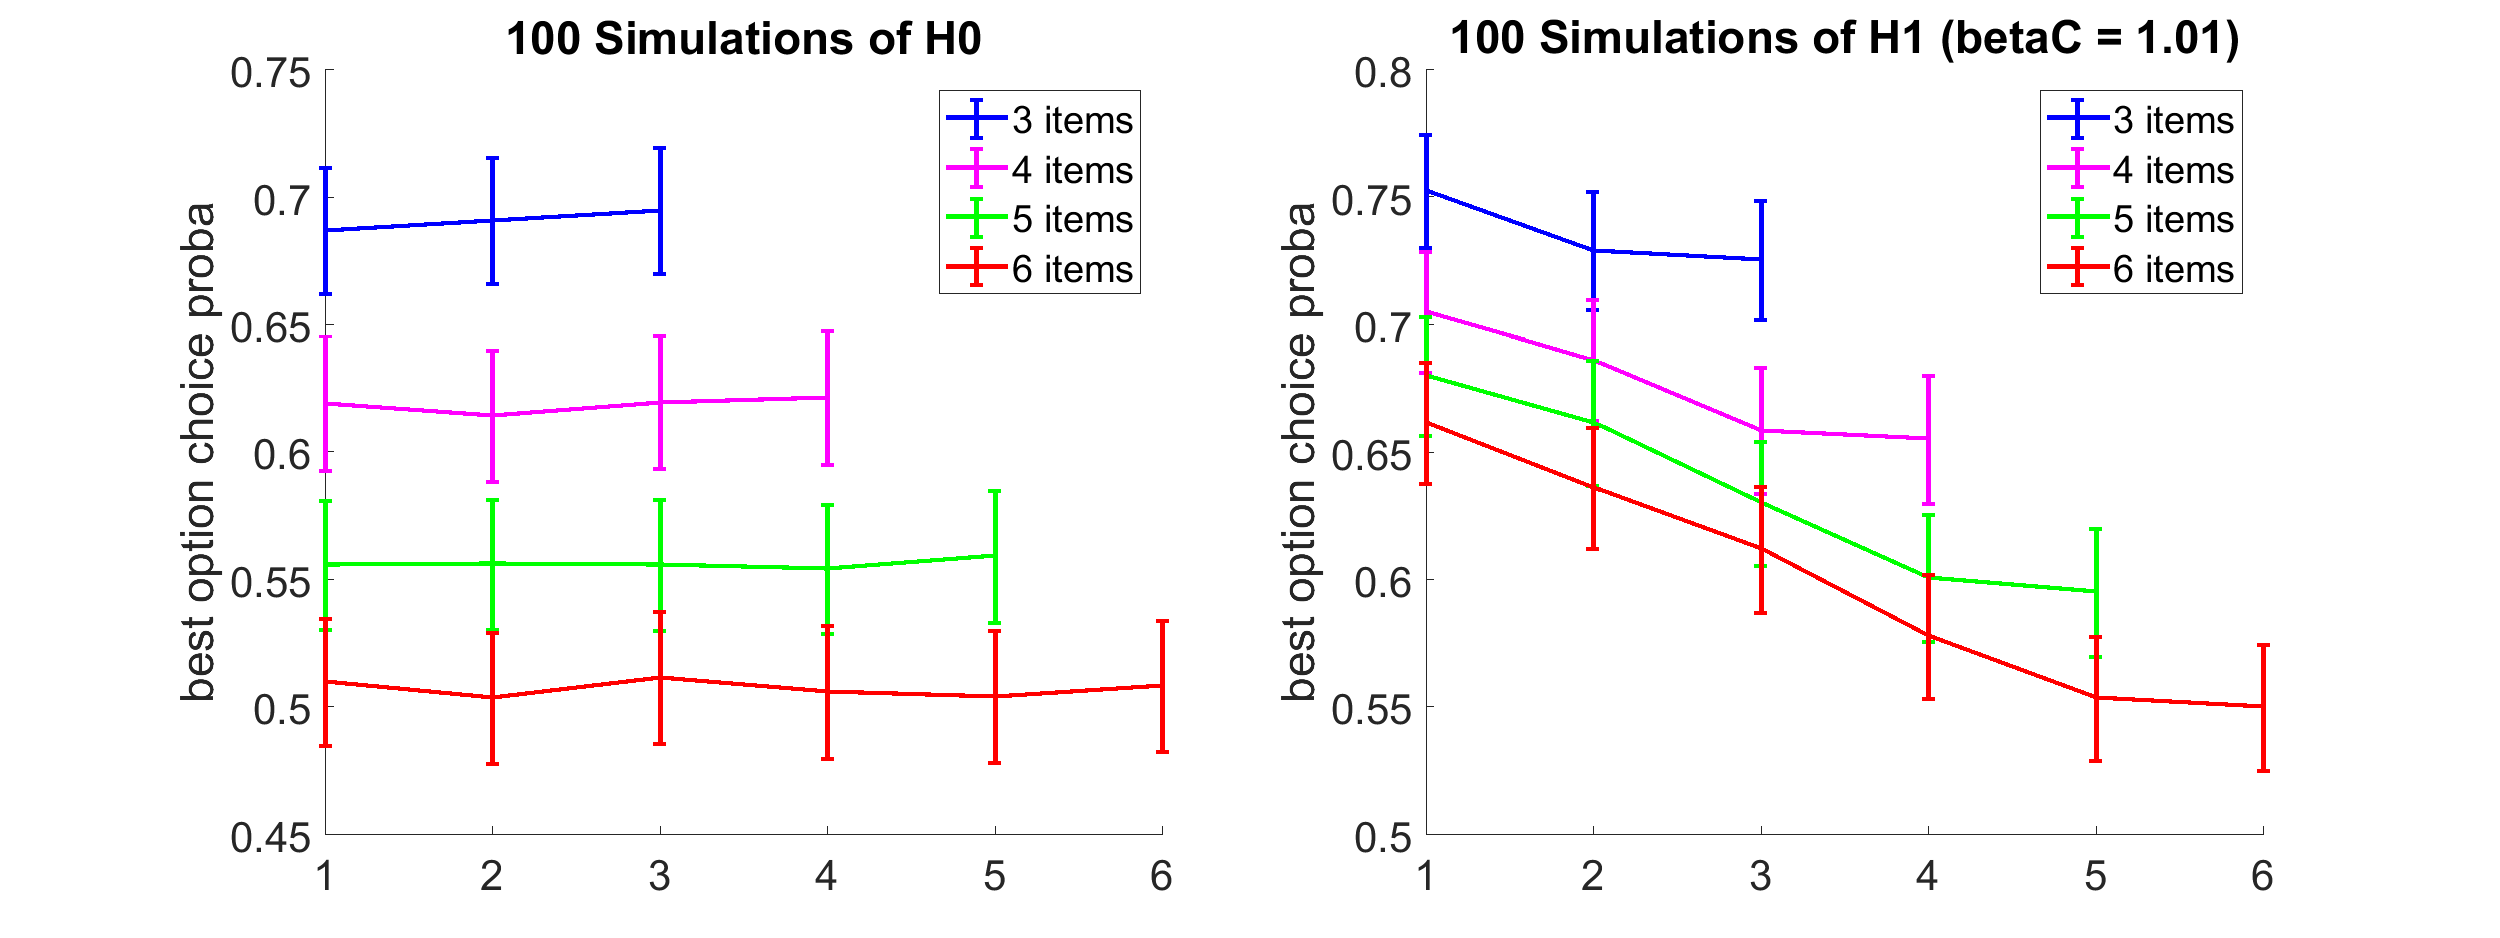 100 Simulations of H0
best option choice proba
0.75
0.7
0.65
0.6
0.55
0.5
0.45
1 2 3 4 5 6
3 items
4 items
5 items
6 items
100 Simulations of H1 (betaC = 1.01)
best option choice proba
0.8
0.75
0.7
0.65
0.6
0.55
0.5
1 2 3 4 5 6
3 items
4 items
5 items
6 items